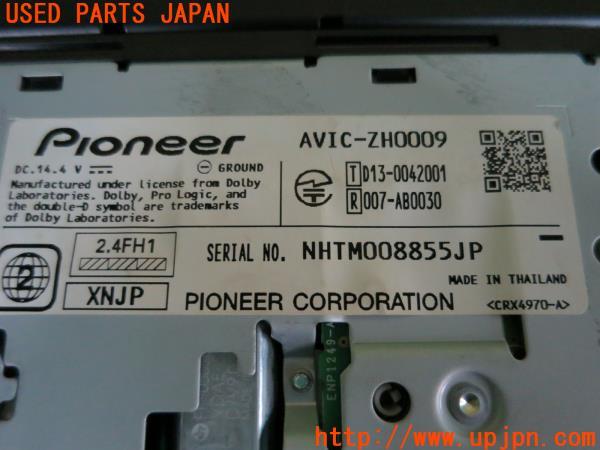 USED PARTS JAPAN
Pioneer
AVIC-ZH0009
DC.14.4 V
GROUND
Manufactured under license from Dolby
Laboratories. Dolby, Pro Logic, and
the double-D symbol are trademarks
of Dolby Laboratories.
T D13-0042001
R 007-AB0030
2
2.4FH1
XNJP
SERIAL NO. NHTM008855JP
MADE IN THAILAND
PIONEER CORPORATION
<CRX4970-A>
ENP1249-A
http://www.upjpn.com